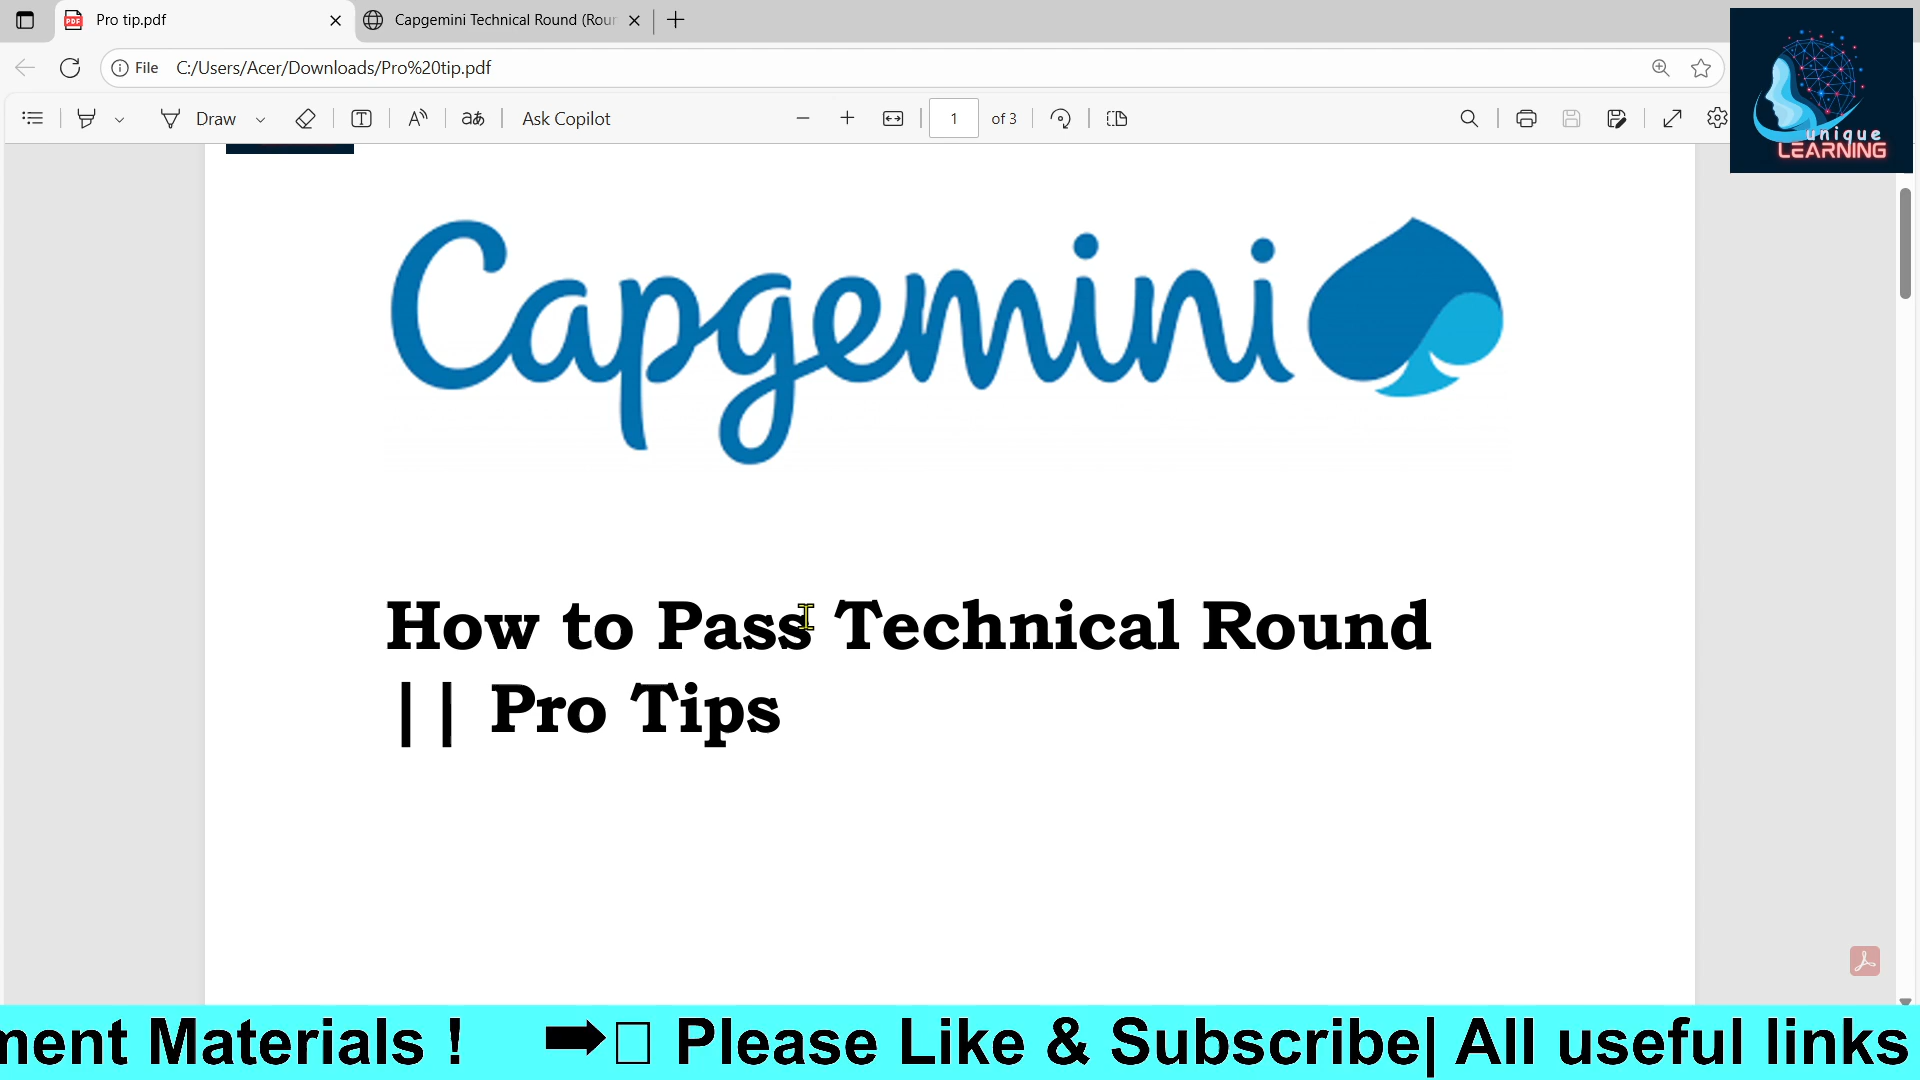 Pro tip.pdf
Capgemini Technical Round (Rour
File C:/Users/Acer/Downloads/Pro%20tip.pdf
Draw
aあ
Ask Copilot
1 of 3
unique
LEARNING
Capgemini
How to Pass Technical Round
|| Pro Tips
ment Materials ! ➡ Please Like & Subscribe| All useful links